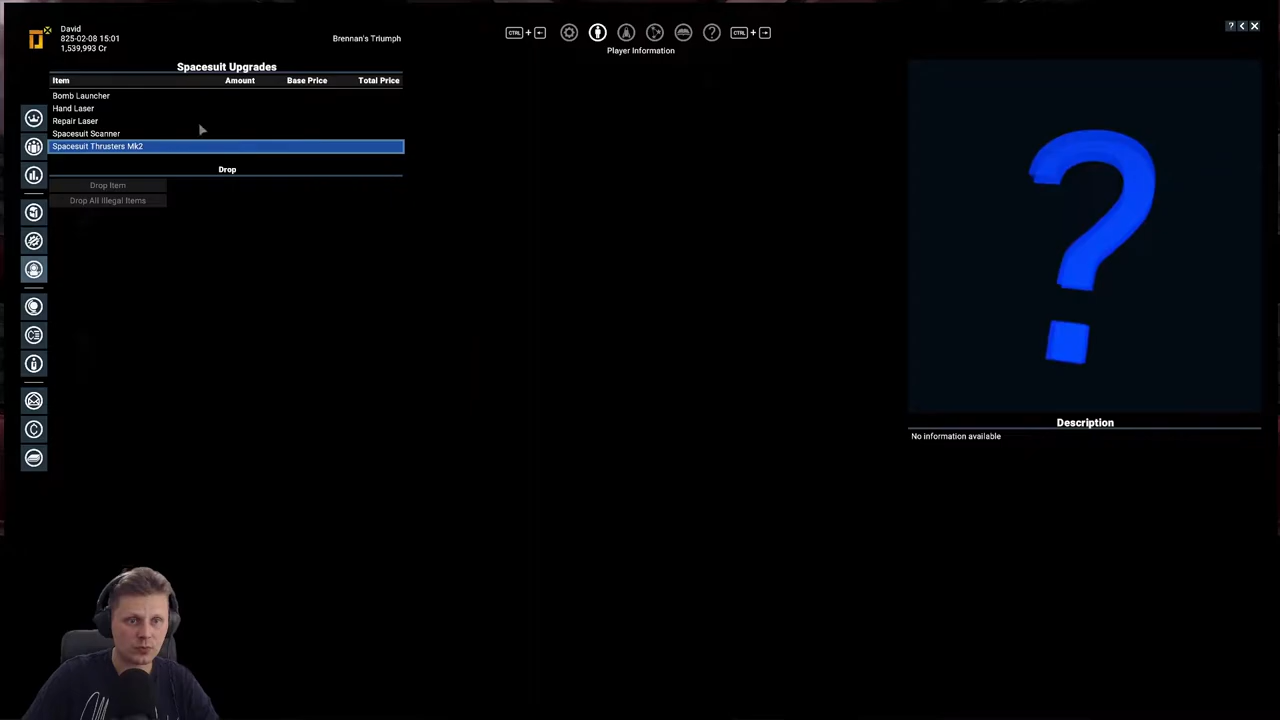 David
825-02-08 15:01
1,539,993 Cr
Brennan's Triumph
CTRL + ←
CTRL + →
Player Information
Spacesuit Upgrades
Item Amount Base Price Total Price
Bomb Launcher
Hand Laser
Repair Laser
Spacesuit Scanner
Spacesuit Thrusters Mk2
Drop
Drop Item
Drop All Illegal Items
Description
No information available